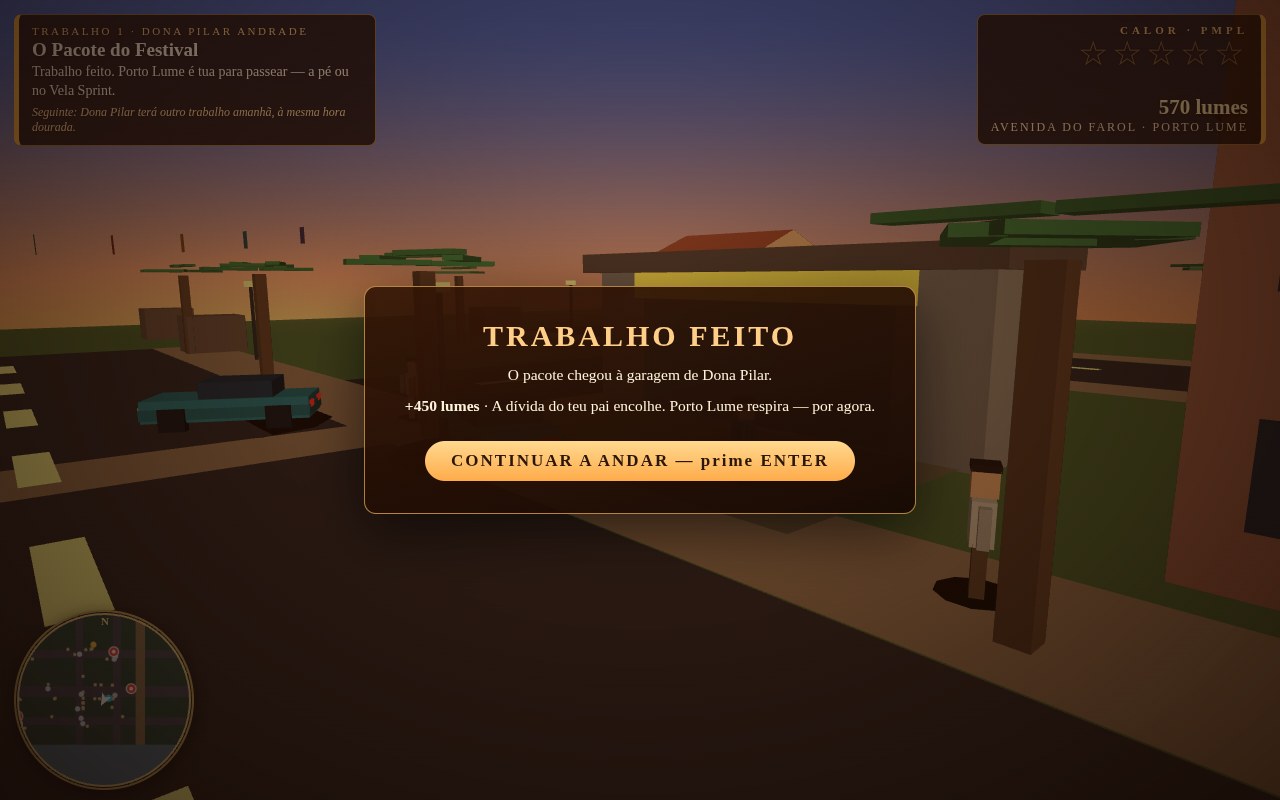 TRABALHO 1 · DONA PILAR ANDRADE
O Pacote do Festival
Trabalho feito. Porto Lume é tua para passear — a pé ou
no Vela Sprint.
Seguinte: Dona Pilar terá outro trabalho amanhã, à mesma hora
dourada.
CALOR · PMPL
570 lumes
AVENIDA DO FAROL · PORTO LUME
TRABALHO FEITO
O pacote chegou à garagem de Dona Pilar.
+450 lumes · A dívida do teu pai encolhe. Porto Lume respira — por agora.
CONTINUAR A ANDAR — prime ENTER
N